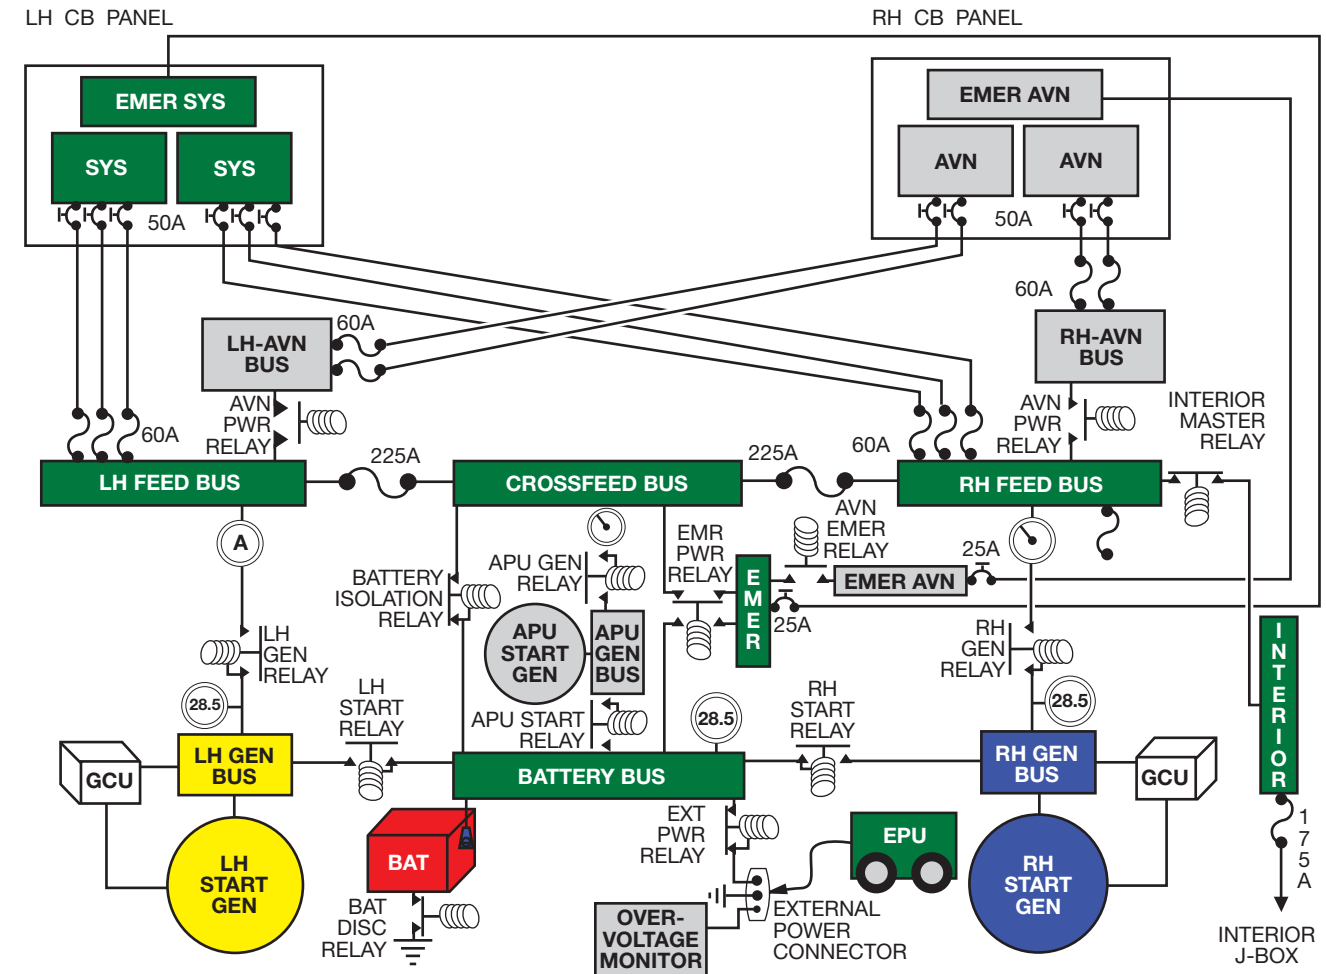 LH CB PANEL
RH CB PANEL
EMER SYS
SYS
SYS
50A
EMER AVN
AVN
AVN
50A
60A
LH-AVN
BUS
60A
RH-AVN
BUS
AVN
PWR
RELAY
60A
225A
225A
60A
AVN
PWR
RELAY
INTERIOR
MASTER
RELAY
LH FEED BUS
CROSSFEED BUS
RH FEED BUS
A
APU GEN
RELAY
BATTERY
ISOLATION
RELAY
EMR
PWR
RELAY
AVN
EMER
RELAY
25A
EMER
EMER AVN
25A
APU
START
GEN
APU
GEN
BUS
LH
GEN
RELAY
RH
GEN
RELAY
INTERIOR
28.5
LH
START
RELAY
APU START
RELAY
28.5
RH
START
RELAY
28.5
GCU
LH GEN
BUS
BATTERY BUS
RH GEN
BUS
GCU
LH
START
GEN
BAT
EXT
PWR
RELAY
EPU
RH
START
GEN
175A
BAT
DISC
RELAY
OVER-
VOLTAGE
MONITOR
EXTERNAL
POWER
CONNECTOR
INTERIOR
J-BOX